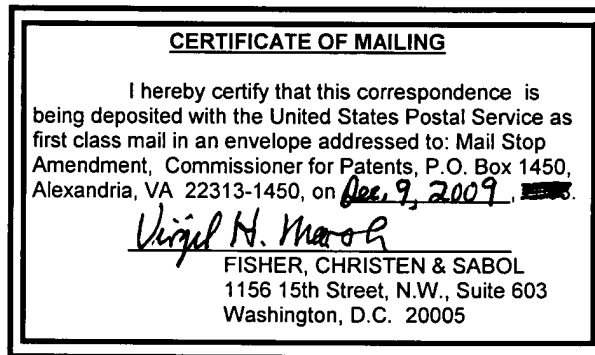 CERTIFICATE OF MAILING
I hereby certify that this correspondence is
being deposited with the United States Postal Service as
first class mail in an envelope addressed to: Mail Stop
Amendment, Commissioner for Patents, P.O. Box 1450,
Alexandria, VA 22313-1450, on Dec. 9, 2009, .
Virgil H. Marsh
FISHER, CHRISTEN & SABOL
1156 15th Street, N.W., Suite 603
Washington, D.C. 20005